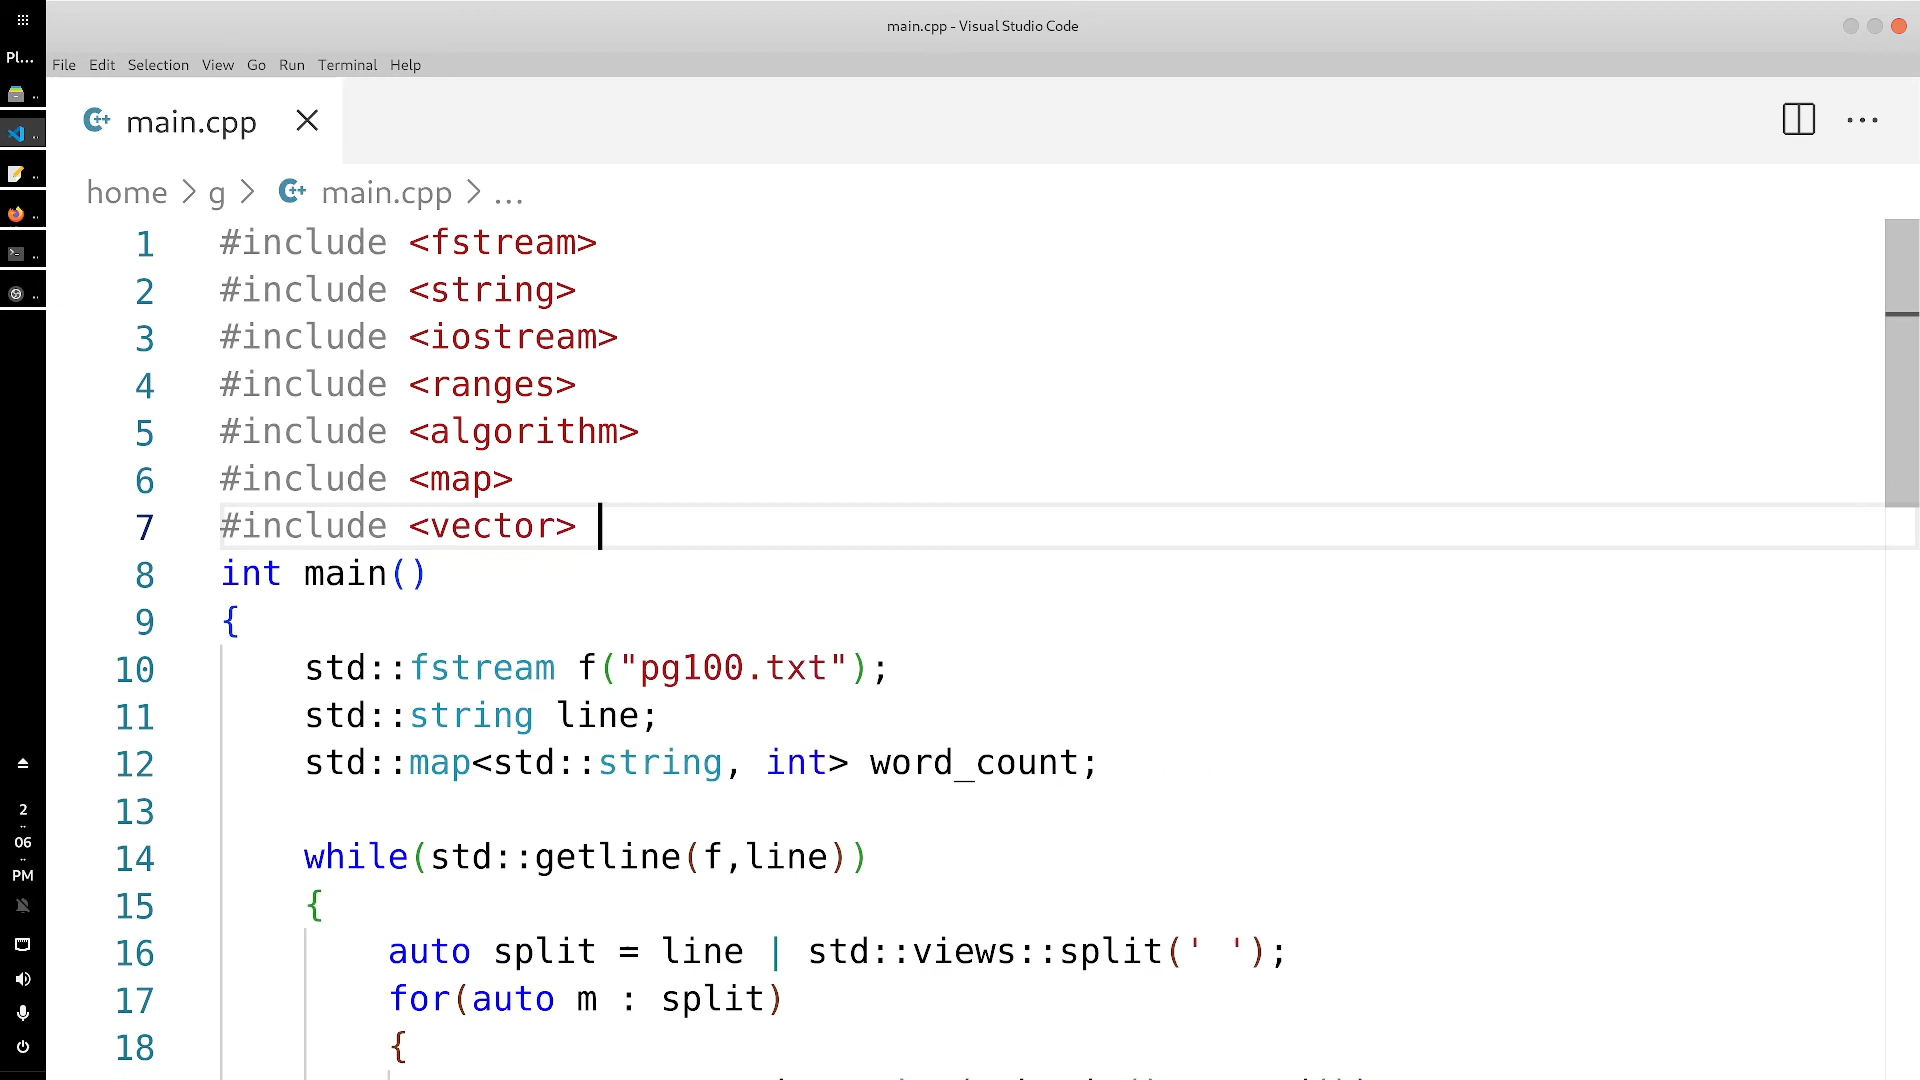 main.cpp - Visual Studio Code
Pl...
File Edit Selection View Go Run Terminal Help
main.cpp
home > g > main.cpp > ...
1 #include <fstream>
2 #include <string>
3 #include <iostream>
4 #include <ranges>
5 #include <algorithm>
6 #include <map>
7 #include <vector>
8 int main()
9 {
10 std::fstream f("pg100.txt");
11 std::string line;
12 std::map<std::string, int> word_count;
13
14 while(std::getline(f,line))
15 {
16 auto split = line | std::views::split(' ');
17 for(auto m : split)
18 {
2
06
PM